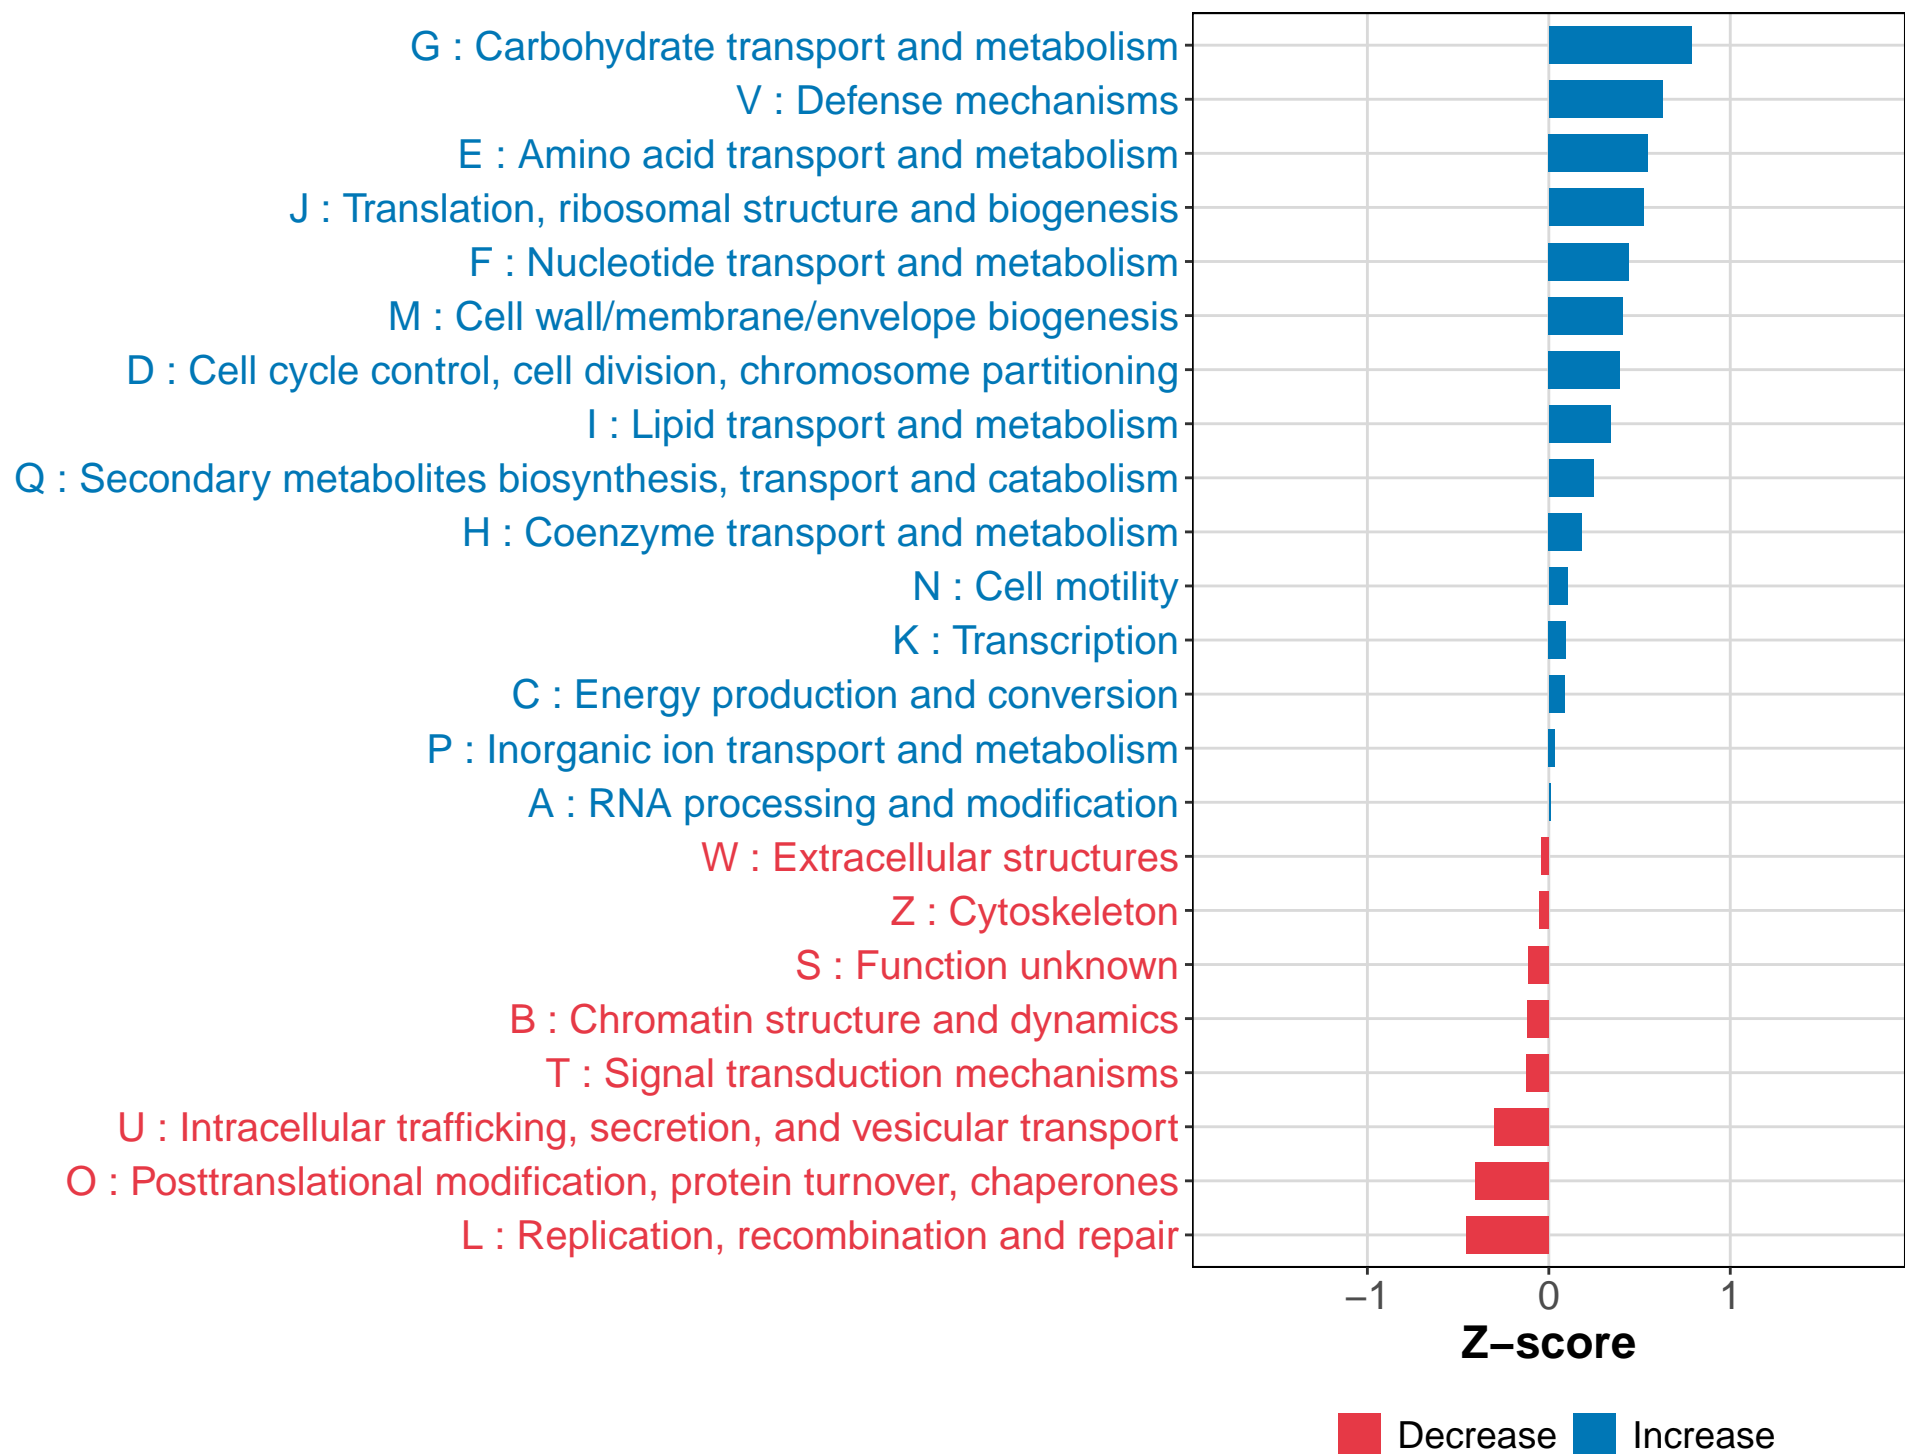 G : Carbohydrate transport and metabolism
V : Defense mechanisms
E : Amino acid transport and metabolism
J : Translation, ribosomal structure and biogenesis
F : Nucleotide transport and metabolism
M : Cell wall/membrane/envelope biogenesis
D : Cell cycle control, cell division, chromosome partitioning
I : Lipid transport and metabolism
Q : Secondary metabolites biosynthesis, transport and catabolism
H : Coenzyme transport and metabolism
N : Cell motility
K : Transcription
C : Energy production and conversion
P : Inorganic ion transport and metabolism
A : RNA processing and modification
W : Extracellular structures
Z : Cytoskeleton
S : Function unknown
B : Chromatin structure and dynamics
T : Signal transduction mechanisms
U : Intracellular trafficking, secretion, and vesicular transport
O : Posttranslational modification, protein turnover, chaperones
L : Replication, recombination and repair
−1 0 1
Z−score
Decrease Increase